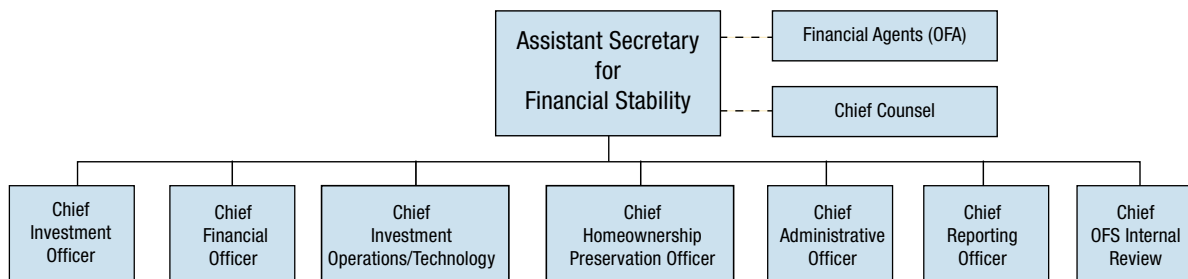 Assistant Secretary
for
Financial Stability
Financial Agents (OFA)
Chief Counsel
Chief
Investment
Officer
Chief
Financial
Officer
Chief
Investment
Operations/Technology
Chief
Homeownership
Preservation Officer
Chief
Administrative
Officer
Chief
Reporting
Officer
Chief
OFS Internal
Review